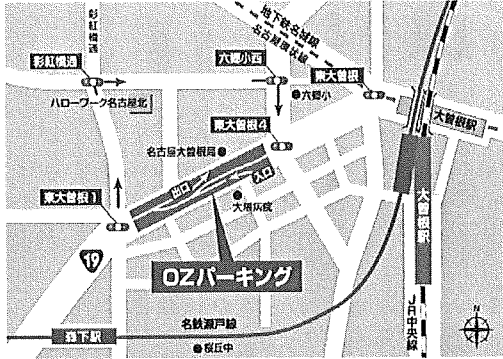 彩紅橋通
地下鉄名城線
名古屋環状線
彩紅橋通
六郷小西
東大曽根
ハローワーク名古屋北
六郷小
大曽根駅
東大曽根4
名古屋大曽根局
出口
入口
大隈病院
大曽根駅
東大曽根1
19
OZパーキング
名鉄瀬戸線
JR中央線
N
森下駅
桜丘中